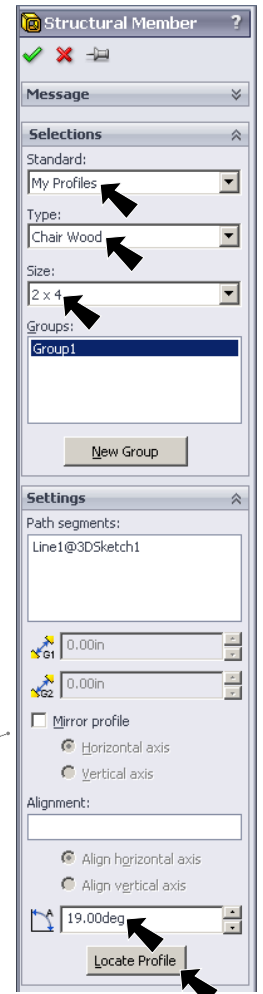 Structural Member ?
Message
Selections
Standard:
My Profiles
Type:
Chair Wood
Size:
2 x 4
Groups:
Group1
New Group
Settings
Path segments:
Line1@3DSketch1
G1 0.00in
G2 0.00in
Mirror profile
Horizontal axis
Vertical axis
Alignment:
Align horizontal axis
Align vertical axis
A 19.00deg
Locate Profile